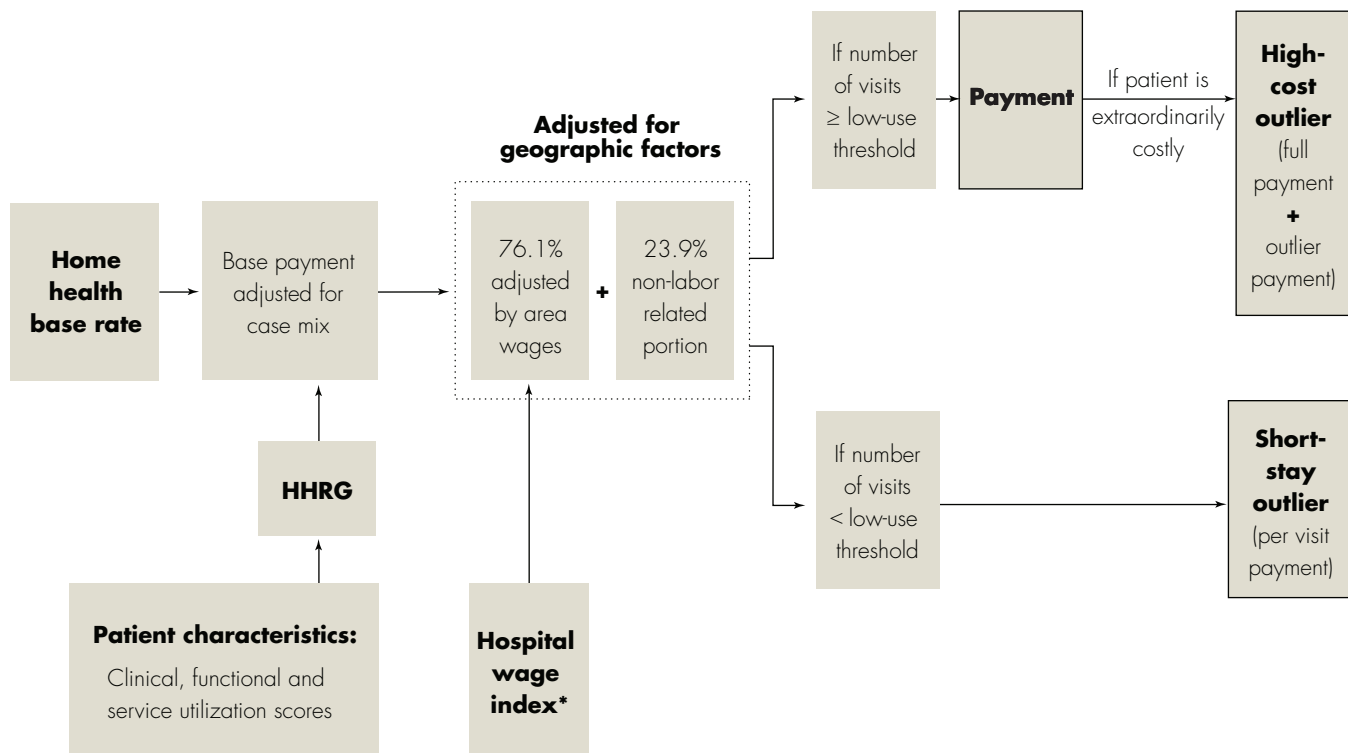 Home
health
base rate
Base payment
adjusted for
case mix
HHRG
Patient characteristics:
Clinical, functional and
service utilization scores
Adjusted for
geographic factors
76.1%
adjusted
by area
wages
+
23.9%
non-labor
related
portion
Hospital
wage
index*
If number
of visits
≥ low-use
threshold
Payment
If patient is
extraordinarily
costly
High-
cost
outlier
(full
payment
+
outlier
payment)
If number
of visits
< low-use
threshold
Short-
stay
outlier
(per visit
payment)